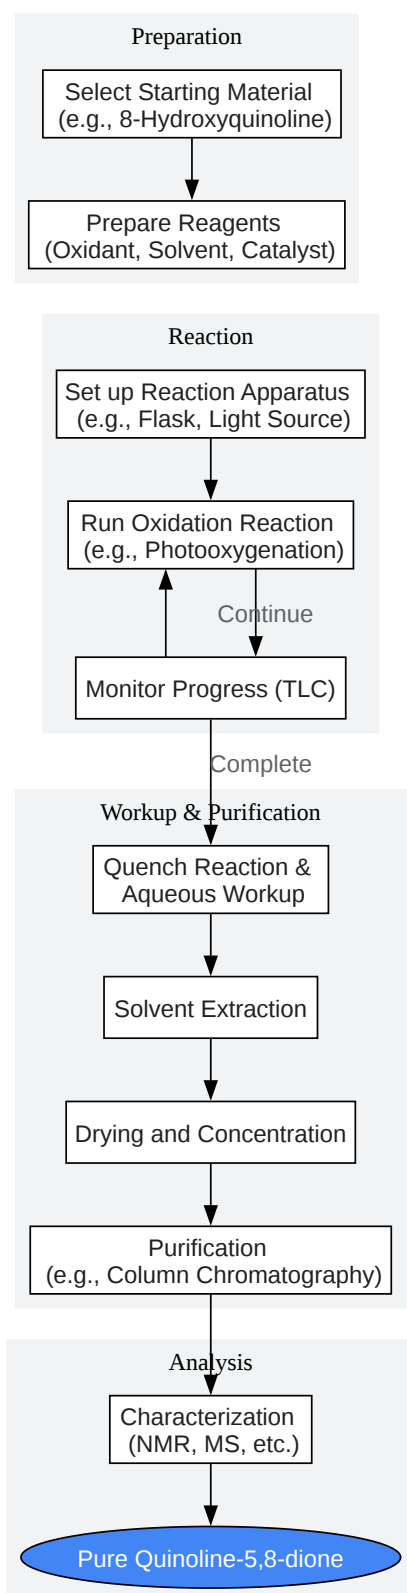 Preparation
Select Starting Material
(e.g., 8-Hydroxyquinoline)
Prepare Reagents
(Oxidant, Solvent, Catalyst)
Reaction
Set up Reaction Apparatus
(e.g., Flask, Light Source)
Run Oxidation Reaction
(e.g., Photooxygenation)
Continue
Monitor Progress (TLC)
Complete
Workup & Purification
Quench Reaction &
Aqueous Workup
Solvent Extraction
Drying and Concentration
Purification
(e.g., Column Chromatography)
Analysis
Characterization
(NMR, MS, etc.)
Pure Quinoline-5,8-dione